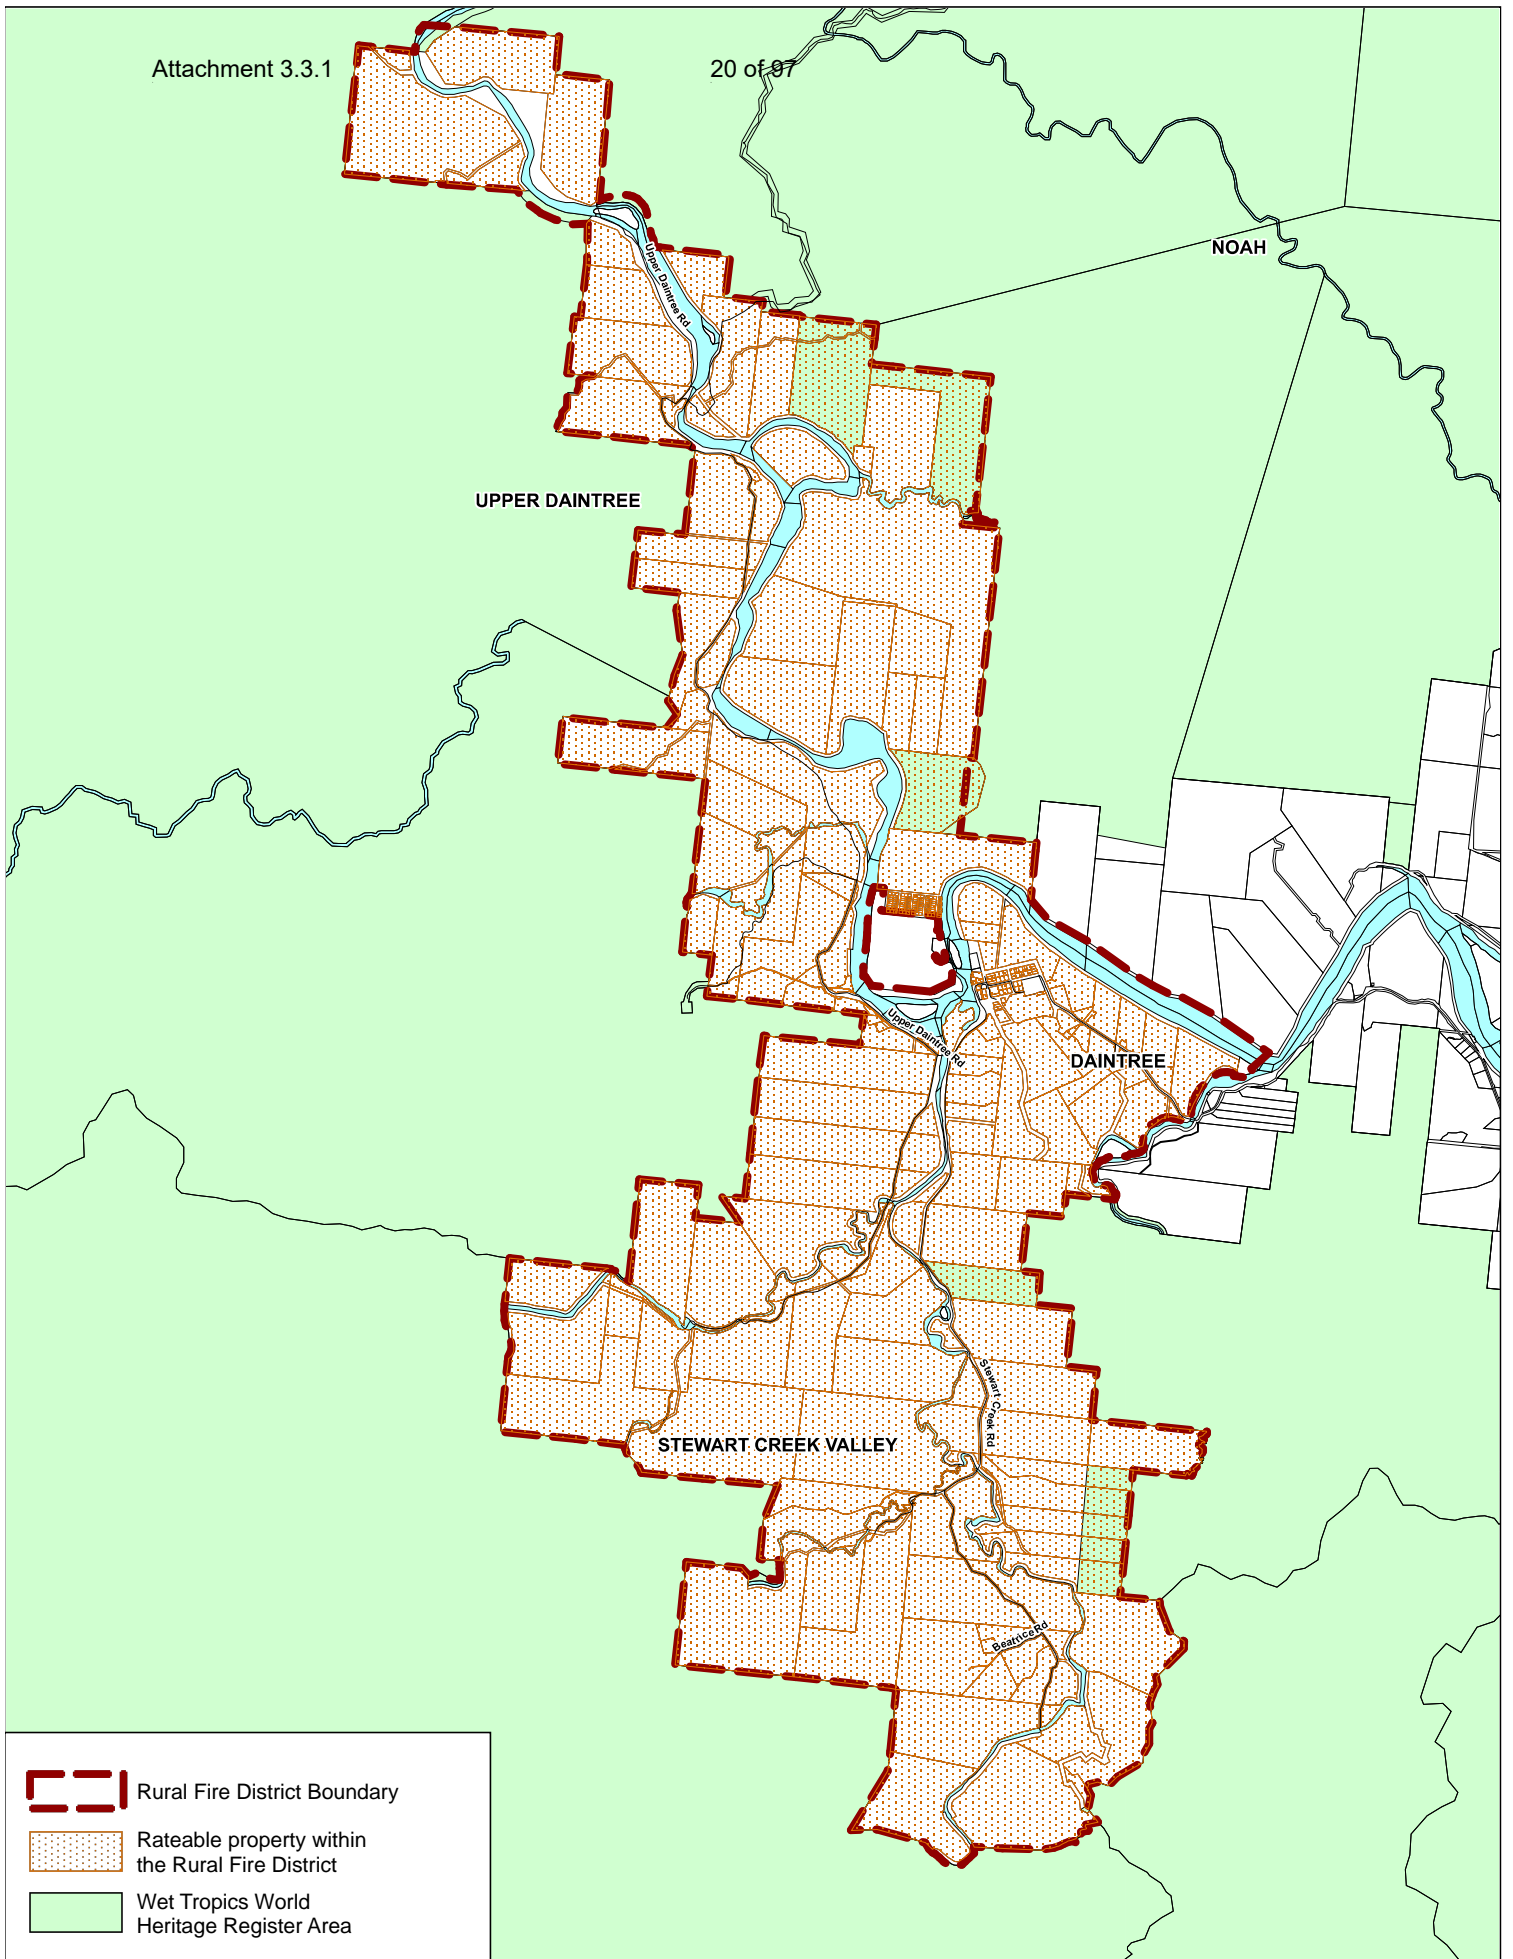 Attachment 3.3.1
20 of 97
NOAH
Upper Daintree Rd
UPPER DAINTREE
Upper Daintree Rd
DAINTREE
Stewart Creek Rd
STEWART CREEK VALLEY
Beatrice Rd
Rural Fire District Boundary
Rateable property within
the Rural Fire District
Wet Tropics World
Heritage Register Area